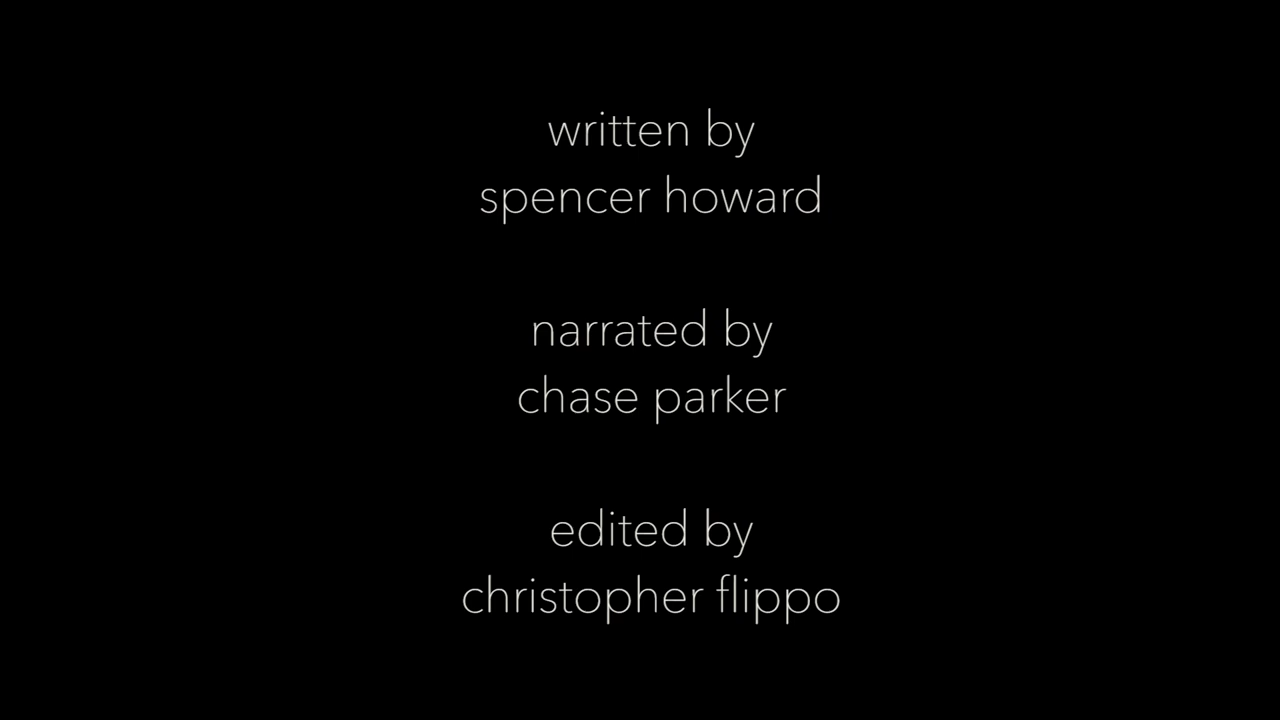 written by
spencer howard
narrated by
chase parker
edited by
christopher flippo